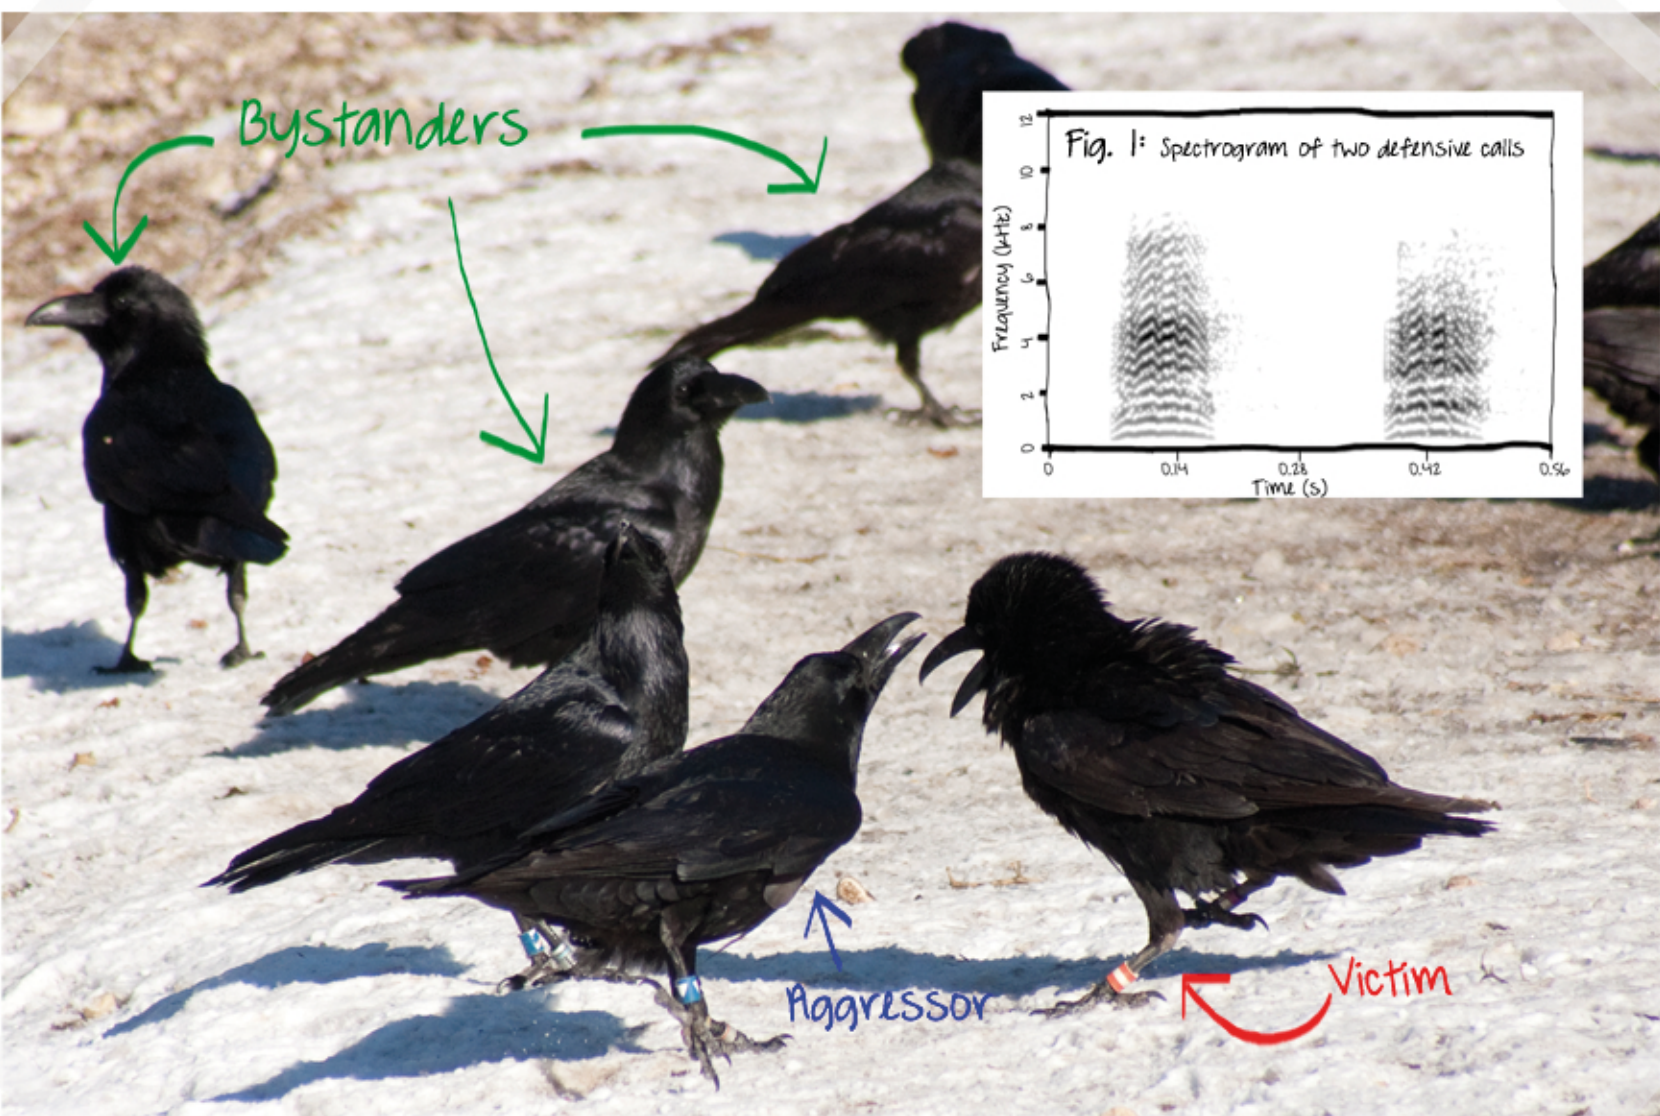 Bystanders
Fig. 1: Spectrogram of two defensive calls
Frequency (kHz)
12
10
8
6
4
2
0
0 0.14 0.28 0.42 0.56
Time (s)
Aggressor
Victim